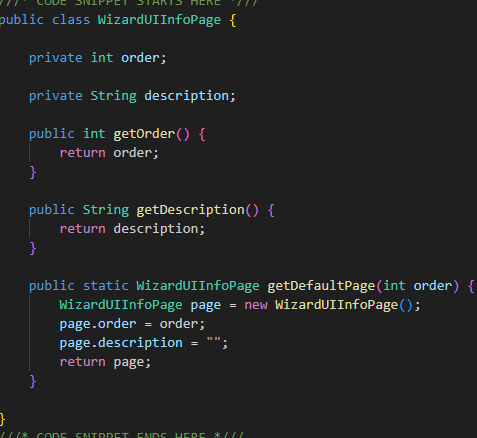 ///* CODE SNIPPET STARTS HERE *///
public class WizardUIInfoPage {
private int order;
private String description;
public int getOrder() {
return order;
}
public String getDescription() {
return description;
}
public static WizardUIInfoPage getDefaultPage(int order) {
WizardUIInfoPage page = new WizardUIInfoPage();
page.order = order;
page.description = "";
return page;
}
}
///* CODE SNIPPET ENDS HERE *///